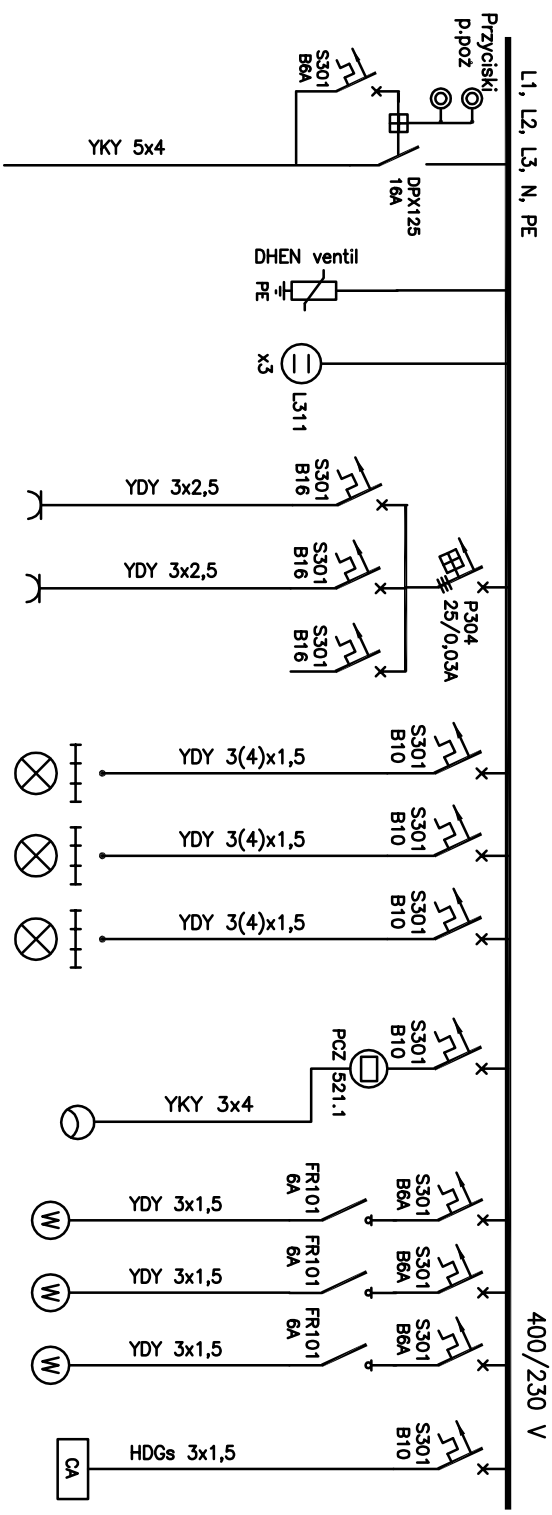 L1, L2, L3, N, PE
400/230 V
Przyciski
p.poż
S301
B6A
DPX125
16A
YKY 5x4
DHEN ventil
PE
L311
x3
P304
25/0,03A
S301
B16
YDY 3x2,5
S301
B16
YDY 3x2,5
S301
B16
S301
B10
YDY 3(4)x1,5
S301
B10
YDY 3(4)x1,5
S301
B10
YDY 3(4)x1,5
S301
B10
PCZ 521.1
YKY 3x4
S301
B6A
FR101
6A
YDY 3x1,5
W
S301
B6A
FR101
6A
YDY 3x1,5
W
S301
B6A
FR101
6A
YDY 3x1,5
W
S301
B10
HDGs 3x1,5
CA